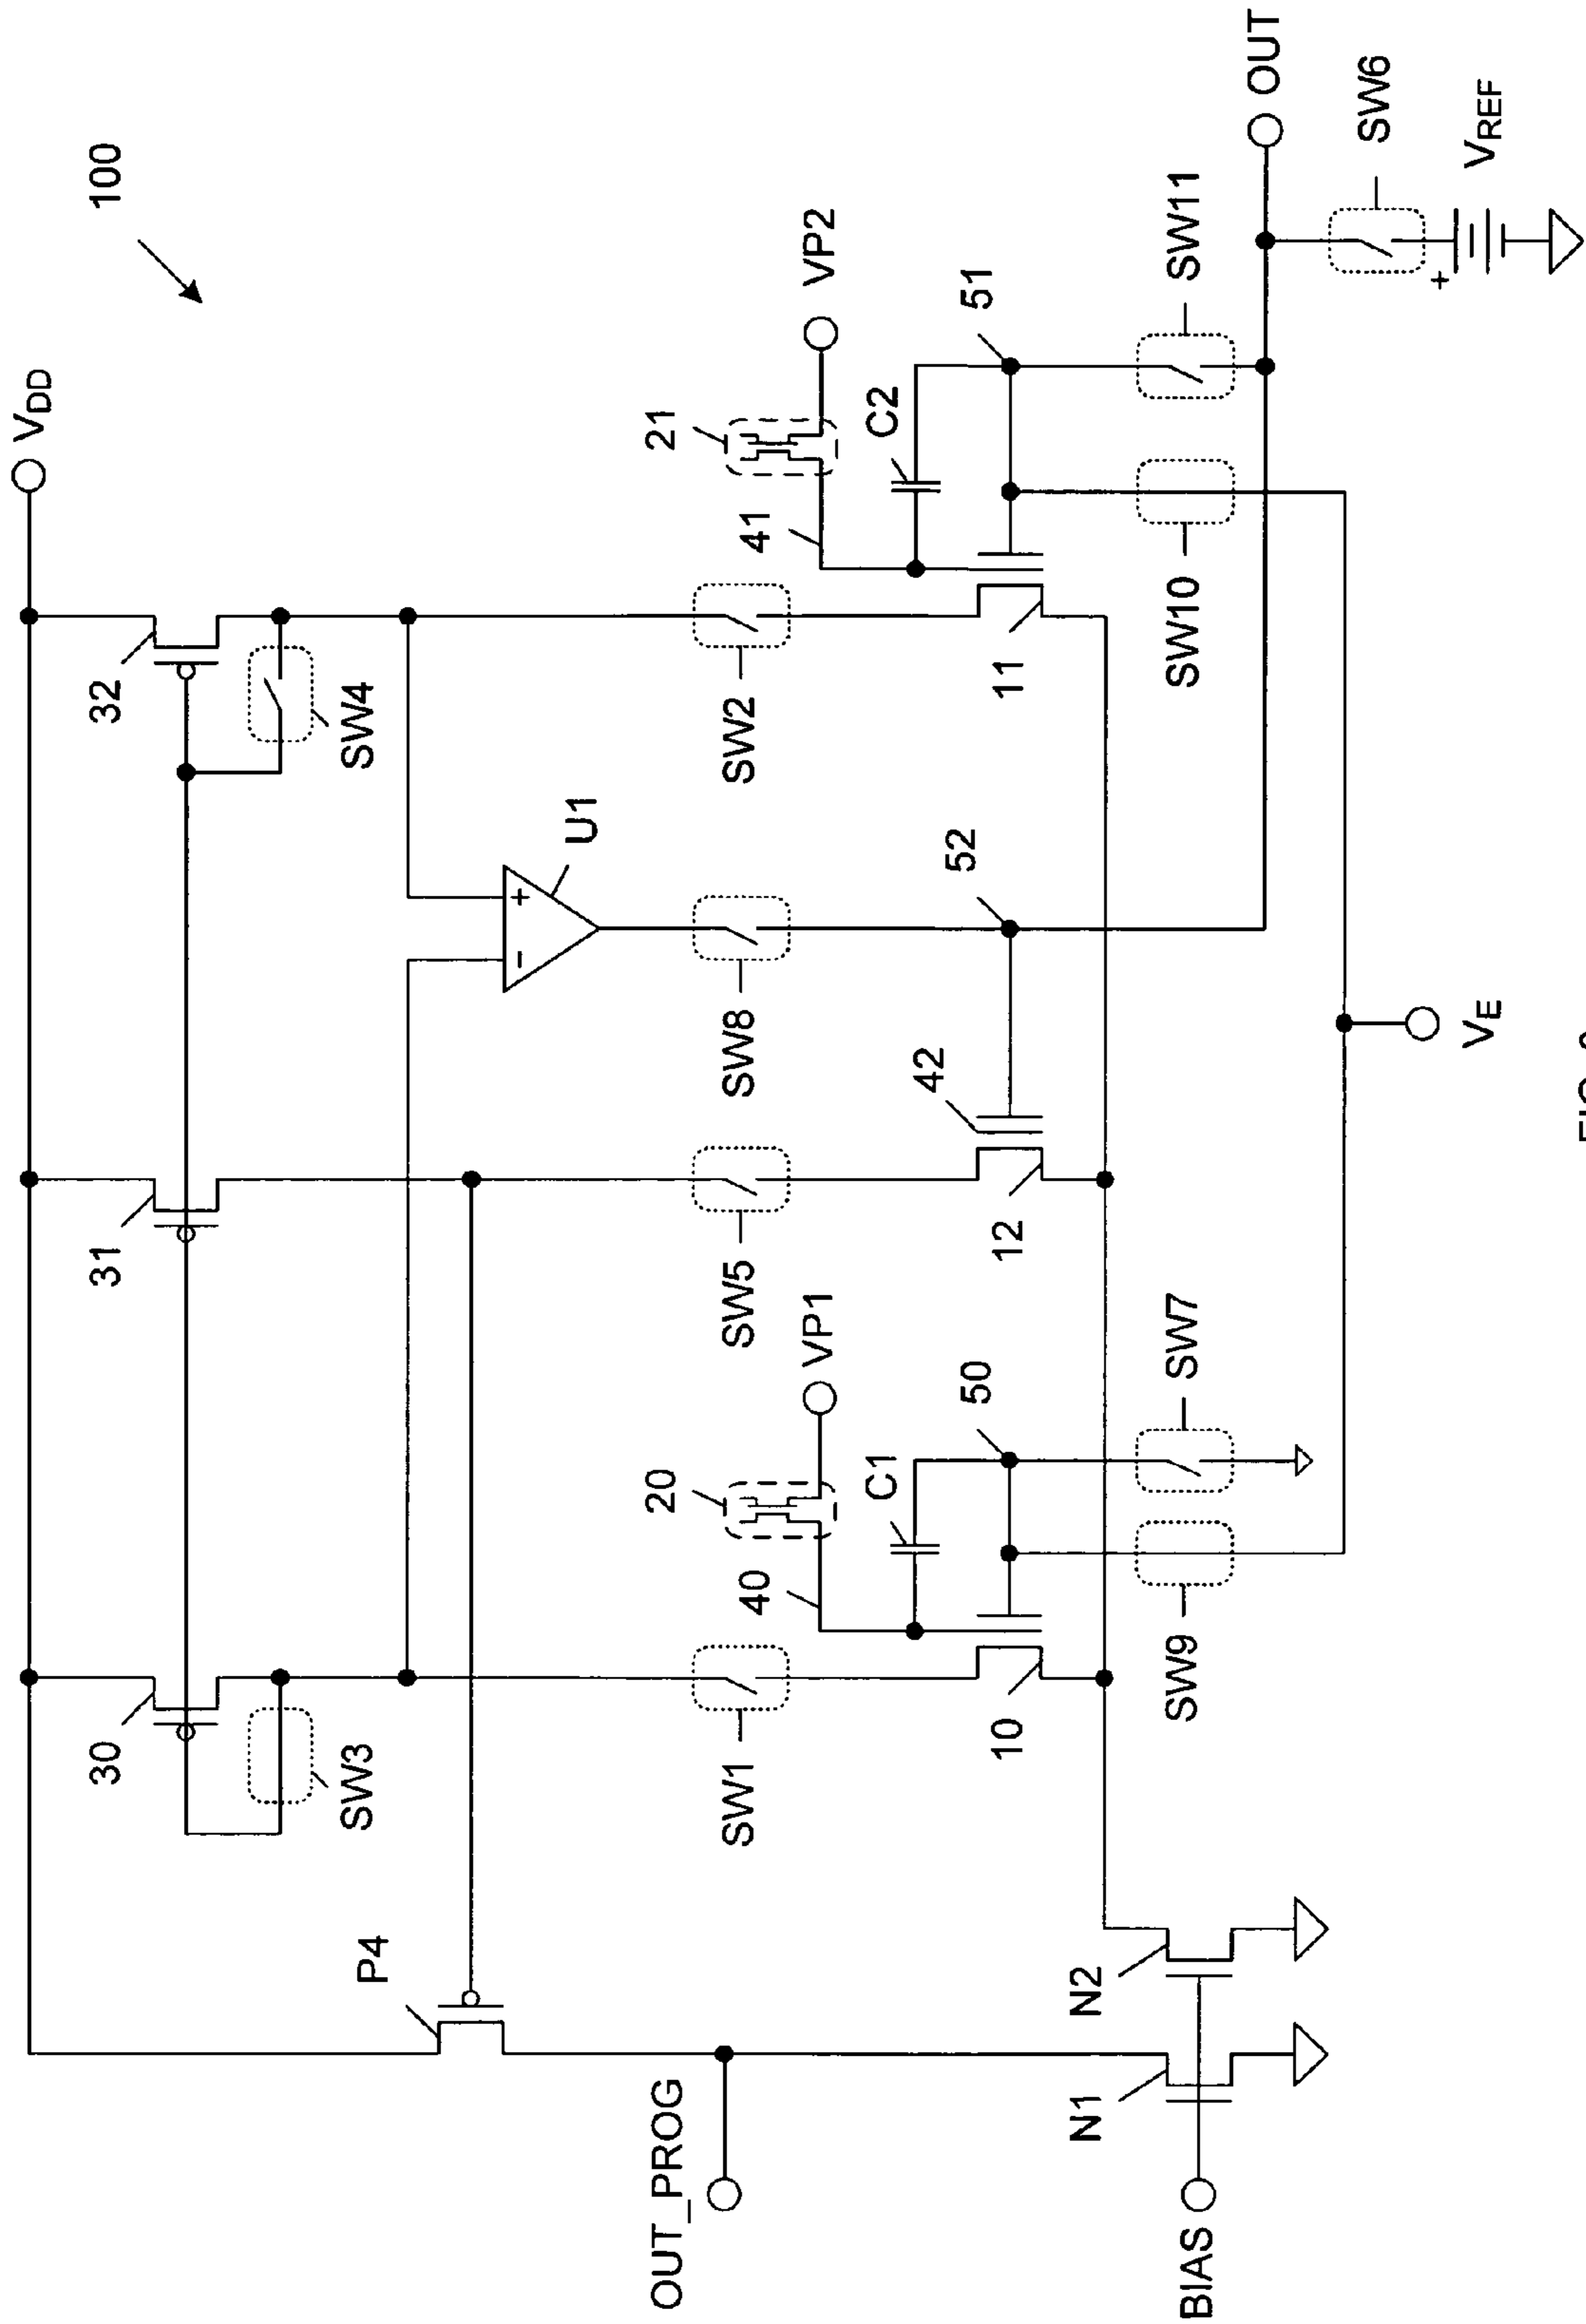 100
VDD
32
31
30
SW4
SW3
P4
U1
21
VP2
41
C2
SW2
SW8
SW5
20
VP1
40
C1
SW1
OUT_PROG
51
52
42
50
11
12
10
N2
N1
SW11
SW10
SW7
SW9
BIAS
OUT
SW6
VREF
VE